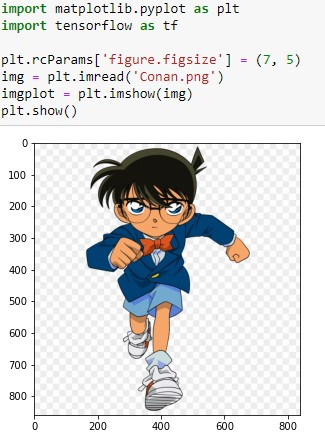 import matplotlib.pyplot as plt
import tensorflow as tf
plt.rcParams['figure.figsize'] = (7, 5)
img = plt.imread('Conan.png')
imgplot = plt.imshow(img)
plt.show()
0
100
200
300
400
500
600
700
800
0 200 400 600 800